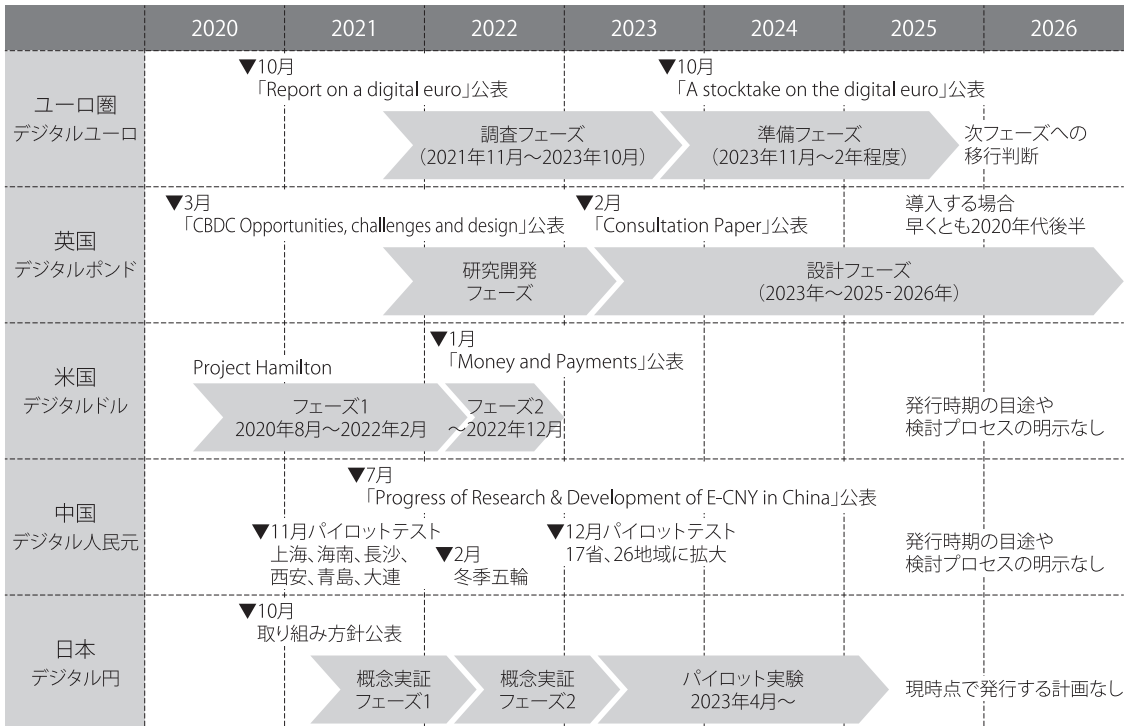 2020 2021 2022 2023 2024 2025 2026
ユーロ圏
デジタルユーロ
▼10月
「Report on a digital euro」公表
▼10月
「A stocktake on the digital euro」公表
調査フェーズ
（2021年11月～2023年10月）
準備フェーズ
（2023年11月～2年程度）
次フェーズへの
移行判断
英国
デジタルポンド
▼3月
「CBDC Opportunities, challenges and design」公表
▼2月
「Consultation Paper」公表
導入する場合
早くとも2020年代後半
研究開発
フェーズ
設計フェーズ
（2023年～2025-2026年）
米国
デジタルドル
Project Hamilton
▼1月
「Money and Payments」公表
フェーズ1
2020年8月～2022年2月
フェーズ2
～2022年12月
発行時期の目途や
検討プロセスの明示なし
中国
デジタル人民元
▼7月
「Progress of Research & Development of E-CNY in China」公表
▼11月パイロットテスト
上海、海南、長沙、
西安、青島、大連
▼2月
冬季五輪
▼12月パイロットテスト
17省、26地域に拡大
発行時期の目途や
検討プロセスの明示なし
日本
デジタル円
▼10月
取り組み方針公表
概念実証
フェーズ1
概念実証
フェーズ2
パイロット実験
2023年4月～
現時点で発行する計画なし